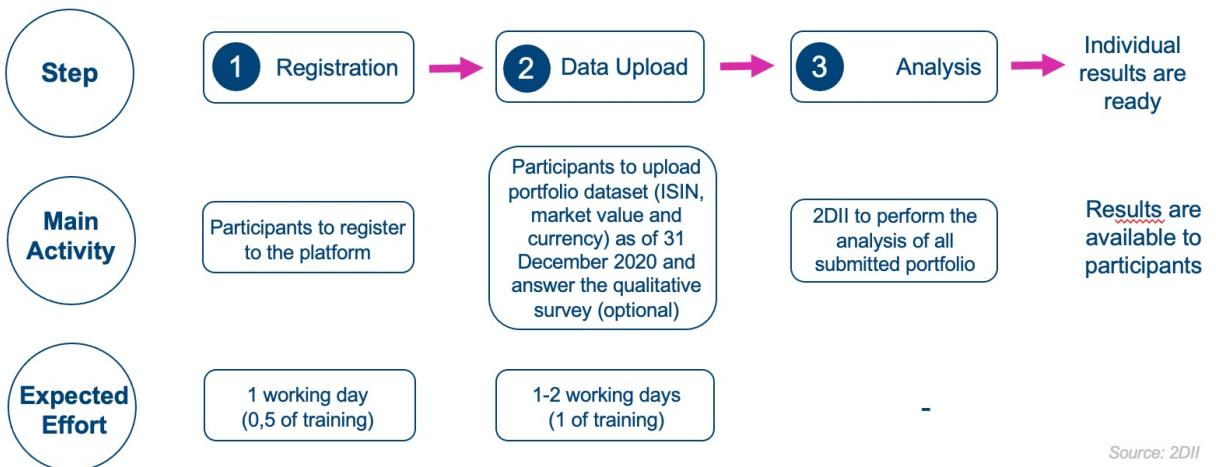 Step
1 Registration
2 Data Upload
3 Analysis
Individual
results are
ready
Main
Activity
Participants to register
to the platform
Participants to upload
portfolio dataset (ISIN,
market value and
currency) as of 31
December 2020 and
answer the qualitative
survey (optional)
2DII to perform the
analysis of all
submitted portfolio
Results are
available to
participants
Expected
Effort
1 working day
(0,5 of training)
1-2 working days
(1 of training)
-
Source: 2DII